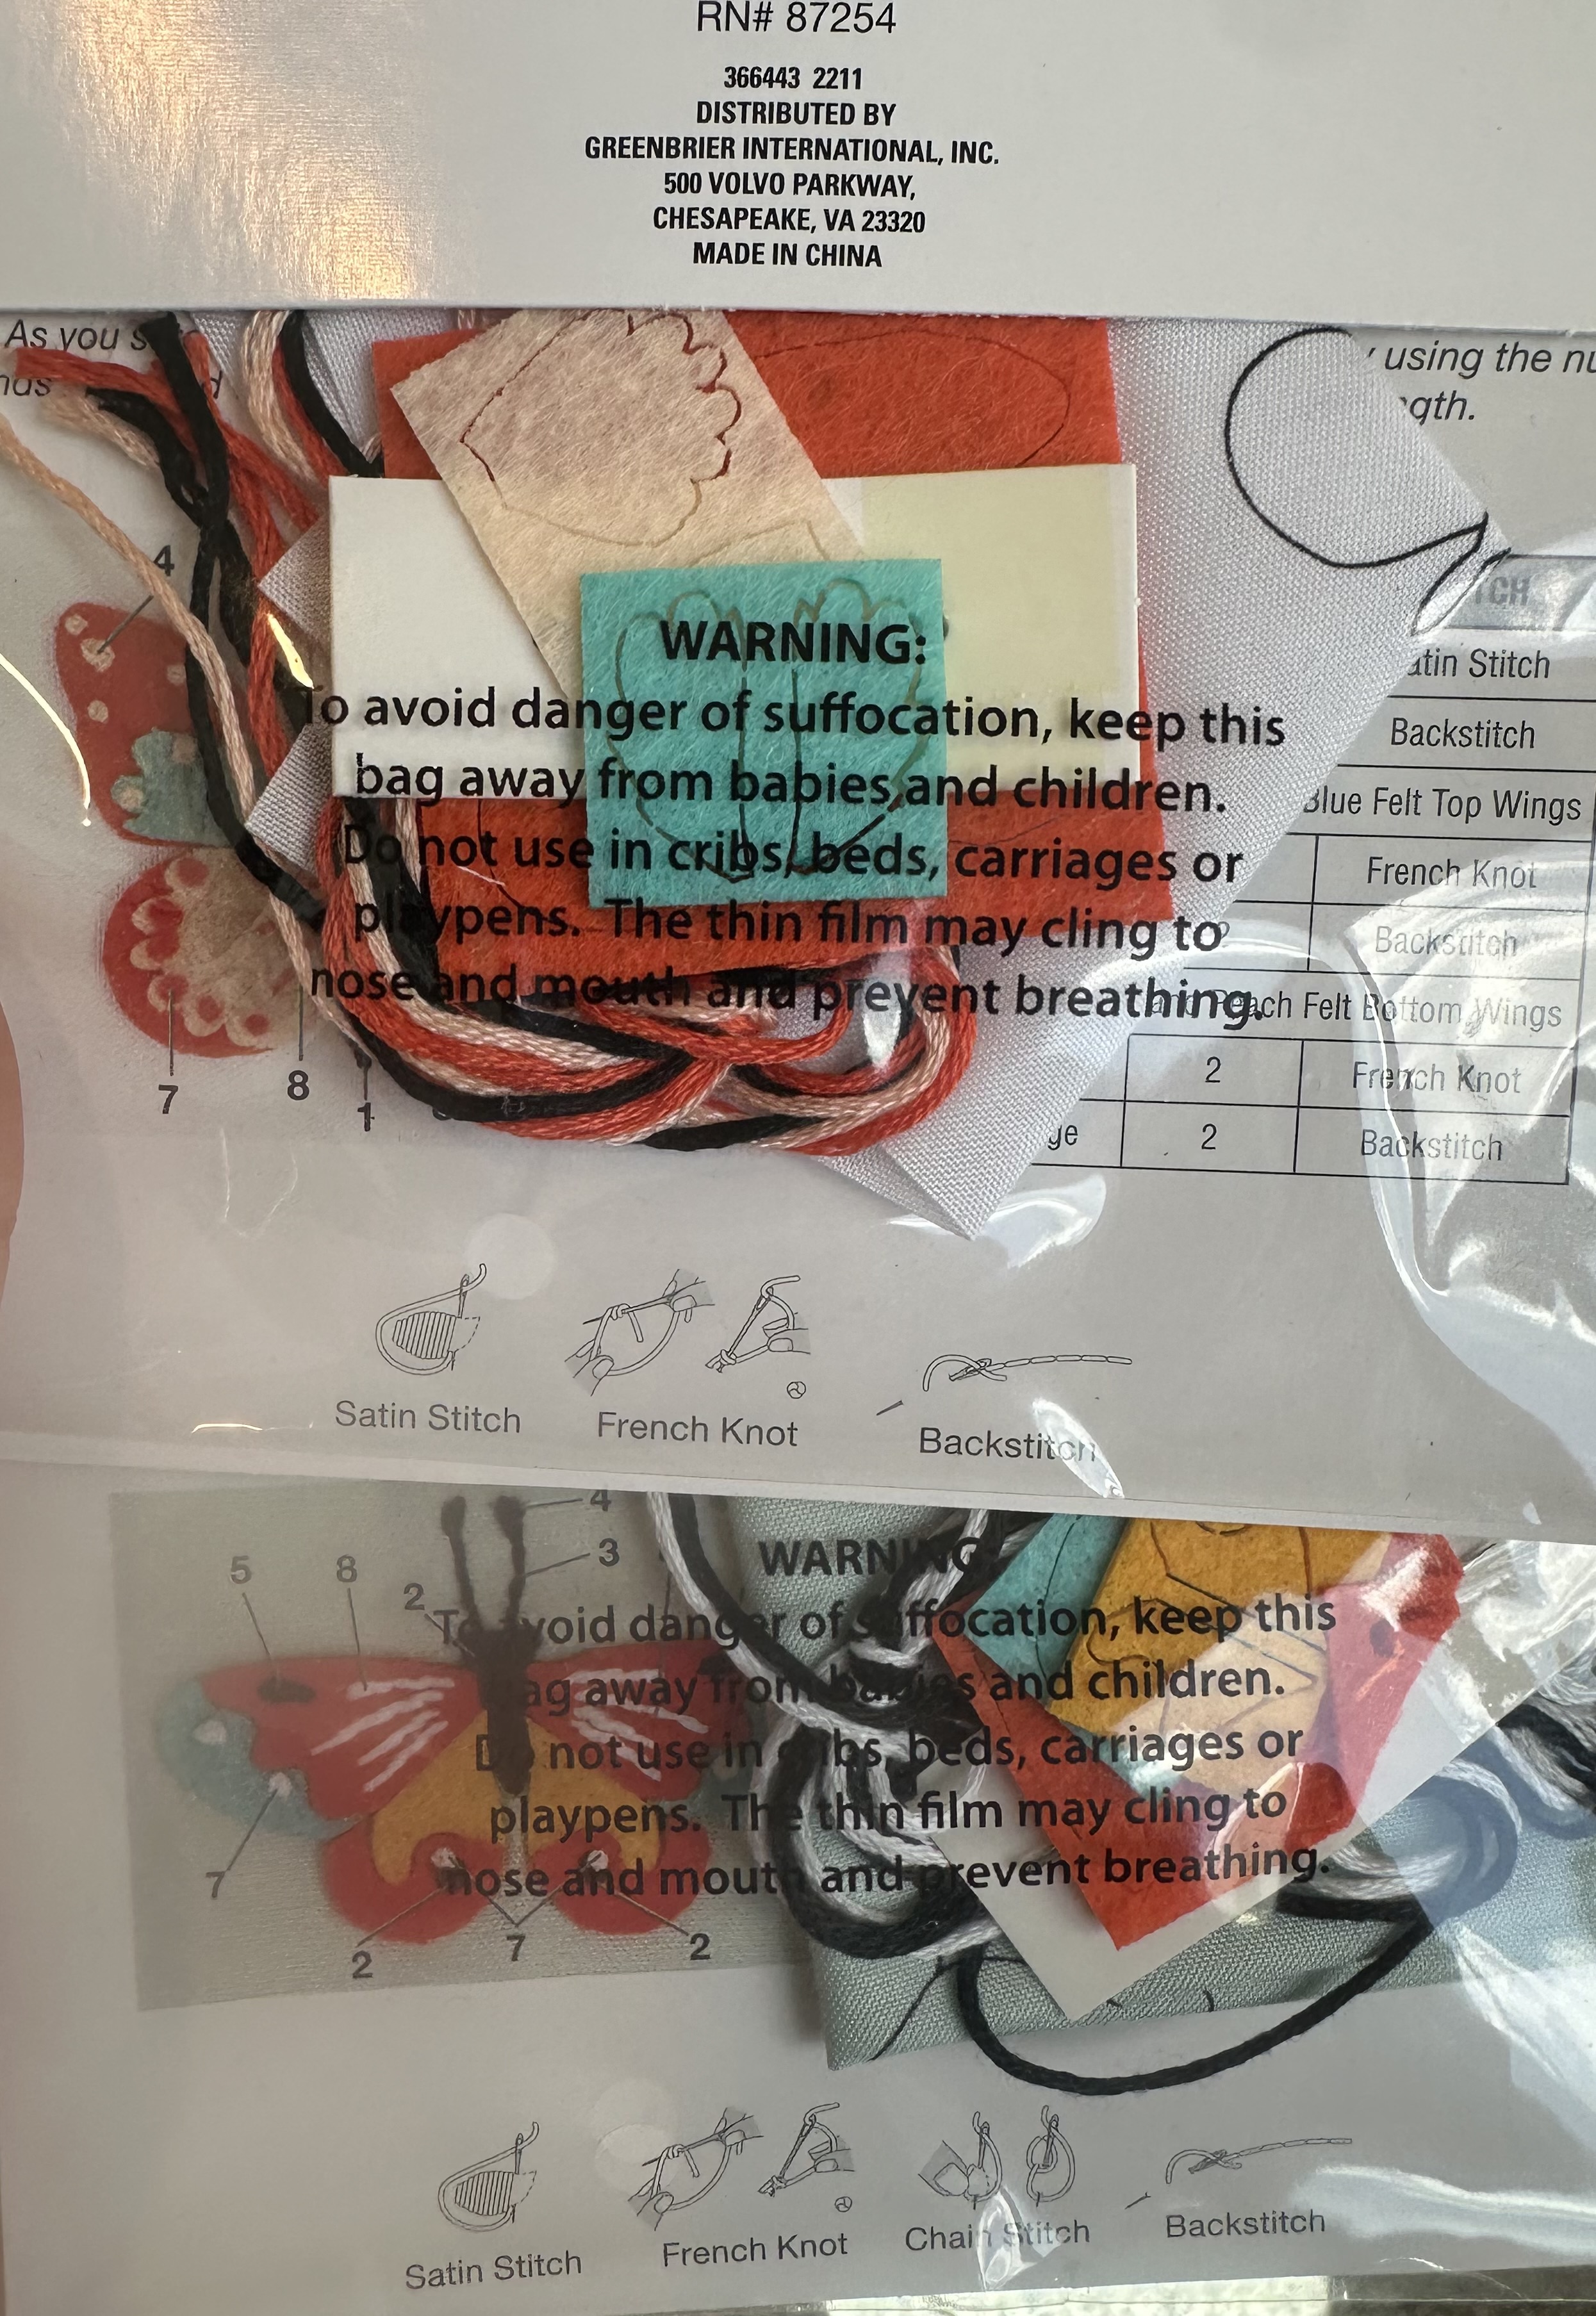 RN# 87254
366443 2211
DISTRIBUTED BY
GREENBRIER INTERNATIONAL, INC.
500 VOLVO PARKWAY,
CHESAPEAKE, VA 23320
MADE IN CHINA
As you
using the
4
WARNING:
To avoid danger of suffocation, keep this
bag away from babies and children.
Do not use in cribs, beds, carriages or
playpens. The thin film may cling to
nose and mouth and prevent breathing.
Satin Stitch
Backstitch
Blue Felt Top Wings
French Knot
Backstitch
Peach Felt Bottom Wings
2 French Knot
2 Backstitch
7
8
1
Satin Stitch
French Knot
Backstitch
4
3
5
8
2
WARNING:
To avoid danger of suffocation, keep this
bag away from babies and children.
Do not use in cribs, beds, carriages or
playpens. The thin film may cling to
nose and mouth and prevent breathing.
7
2
7
2
Satin Stitch
French Knot
Chain Stitch
Backstitch